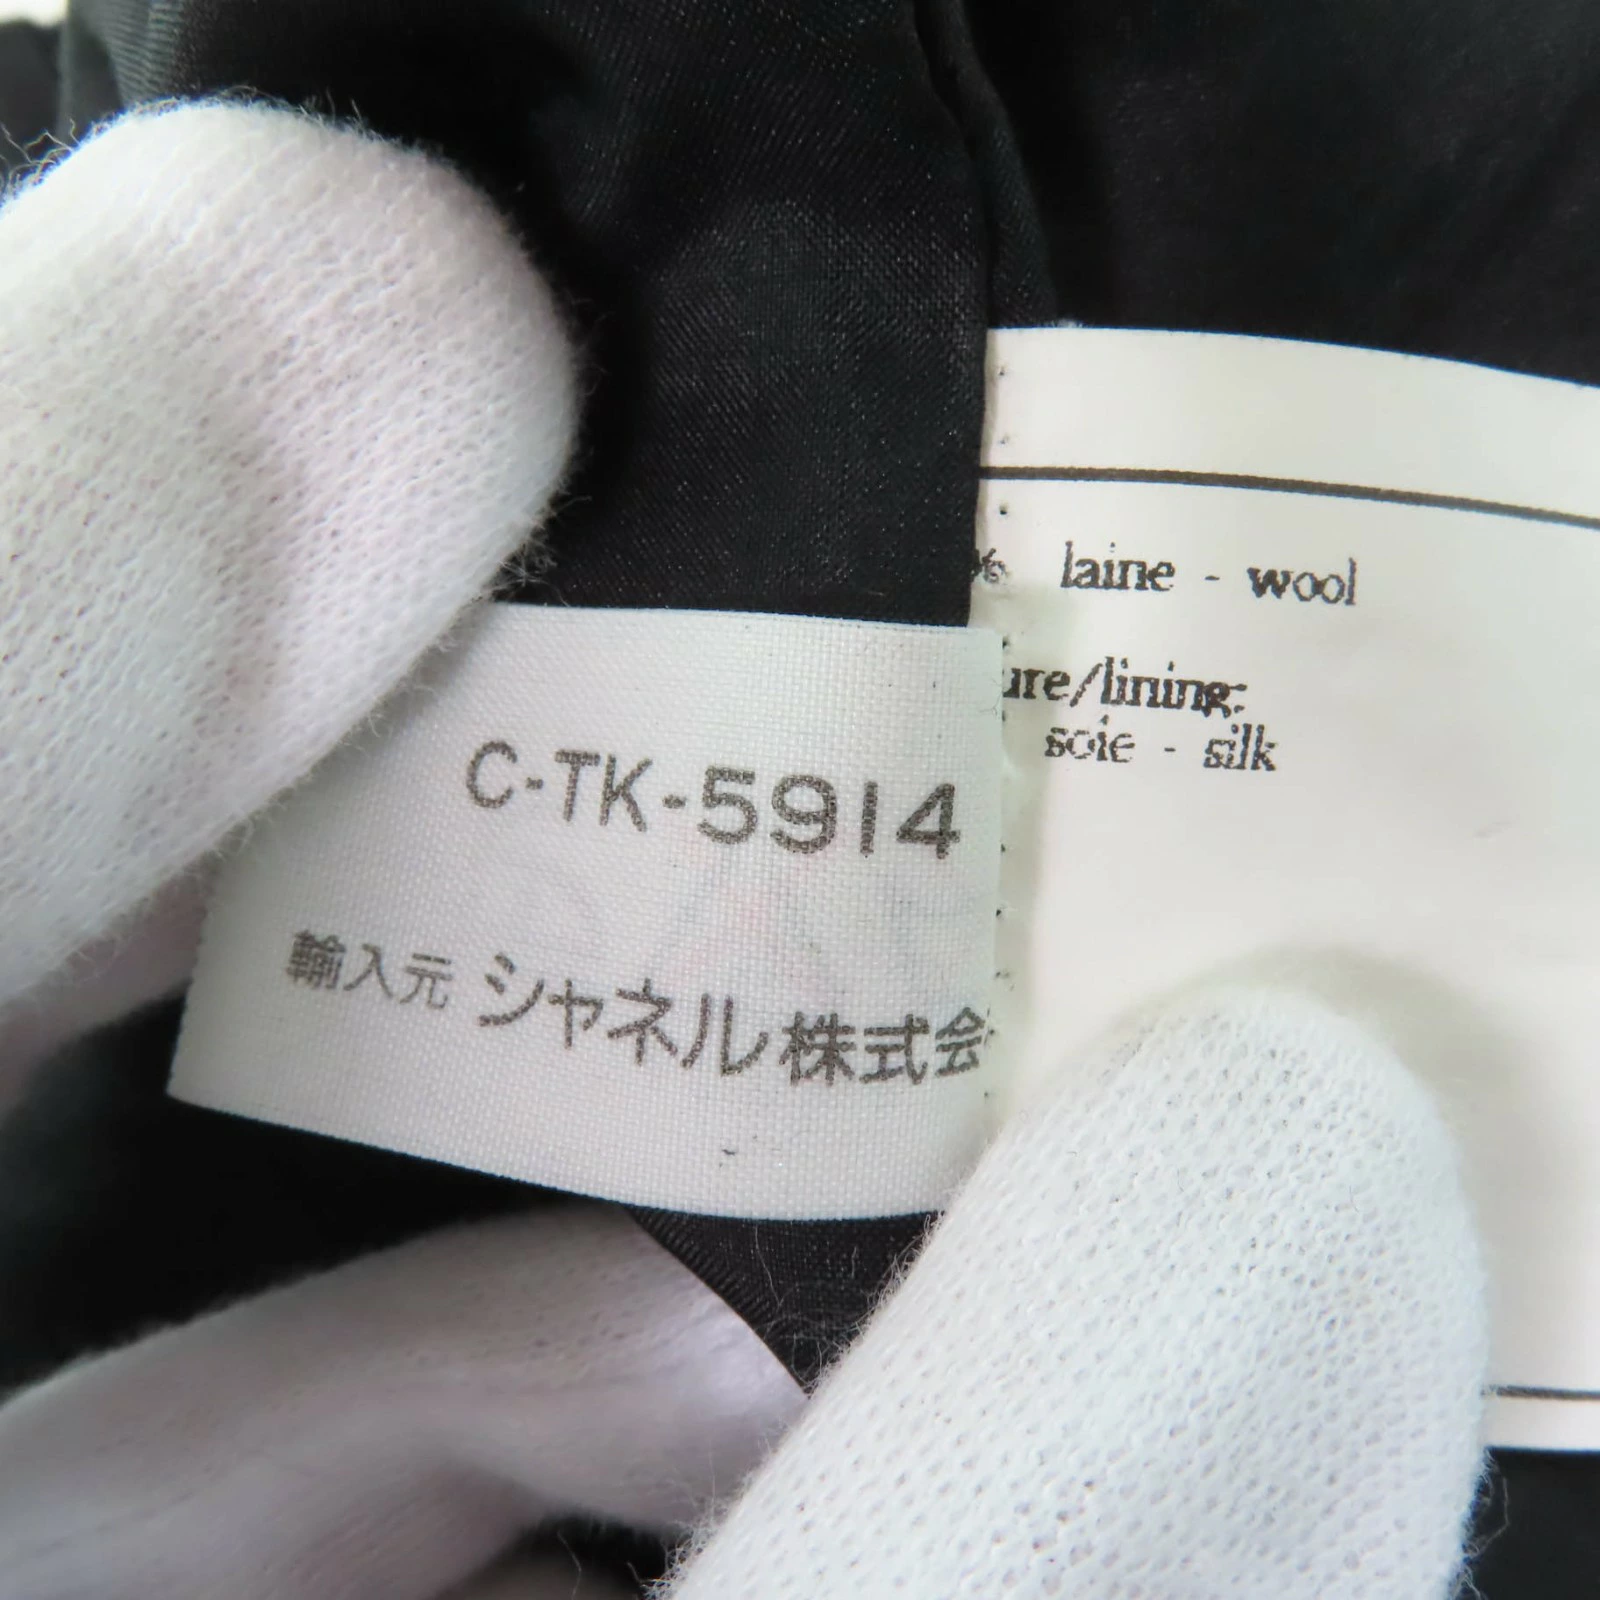 % laine - wool
ure/lining:
soie - silk
C-TK-5914
輸入元 シャネル株式会